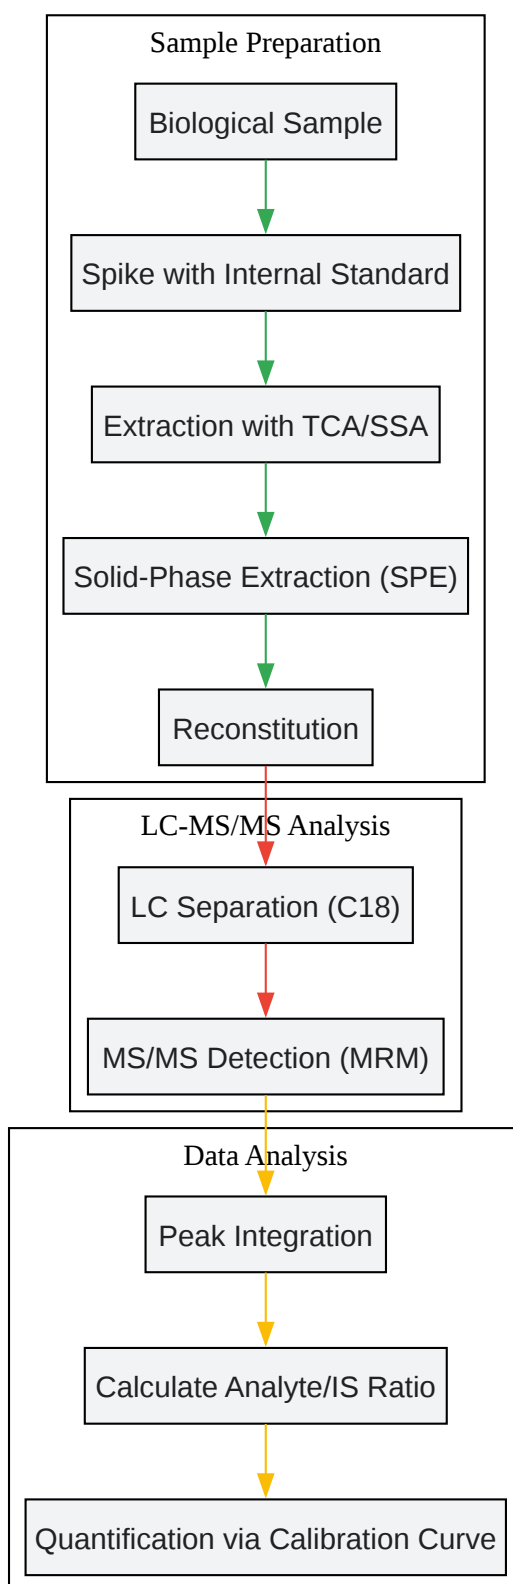 Sample Preparation
Biological Sample
Spike with Internal Standard
Extraction with TCA/SSA
Solid-Phase Extraction (SPE)
Reconstitution
LC-MS/MS Analysis
LC Separation (C18)
MS/MS Detection (MRM)
Data Analysis
Peak Integration
Calculate Analyte/IS Ratio
Quantification via Calibration Curve